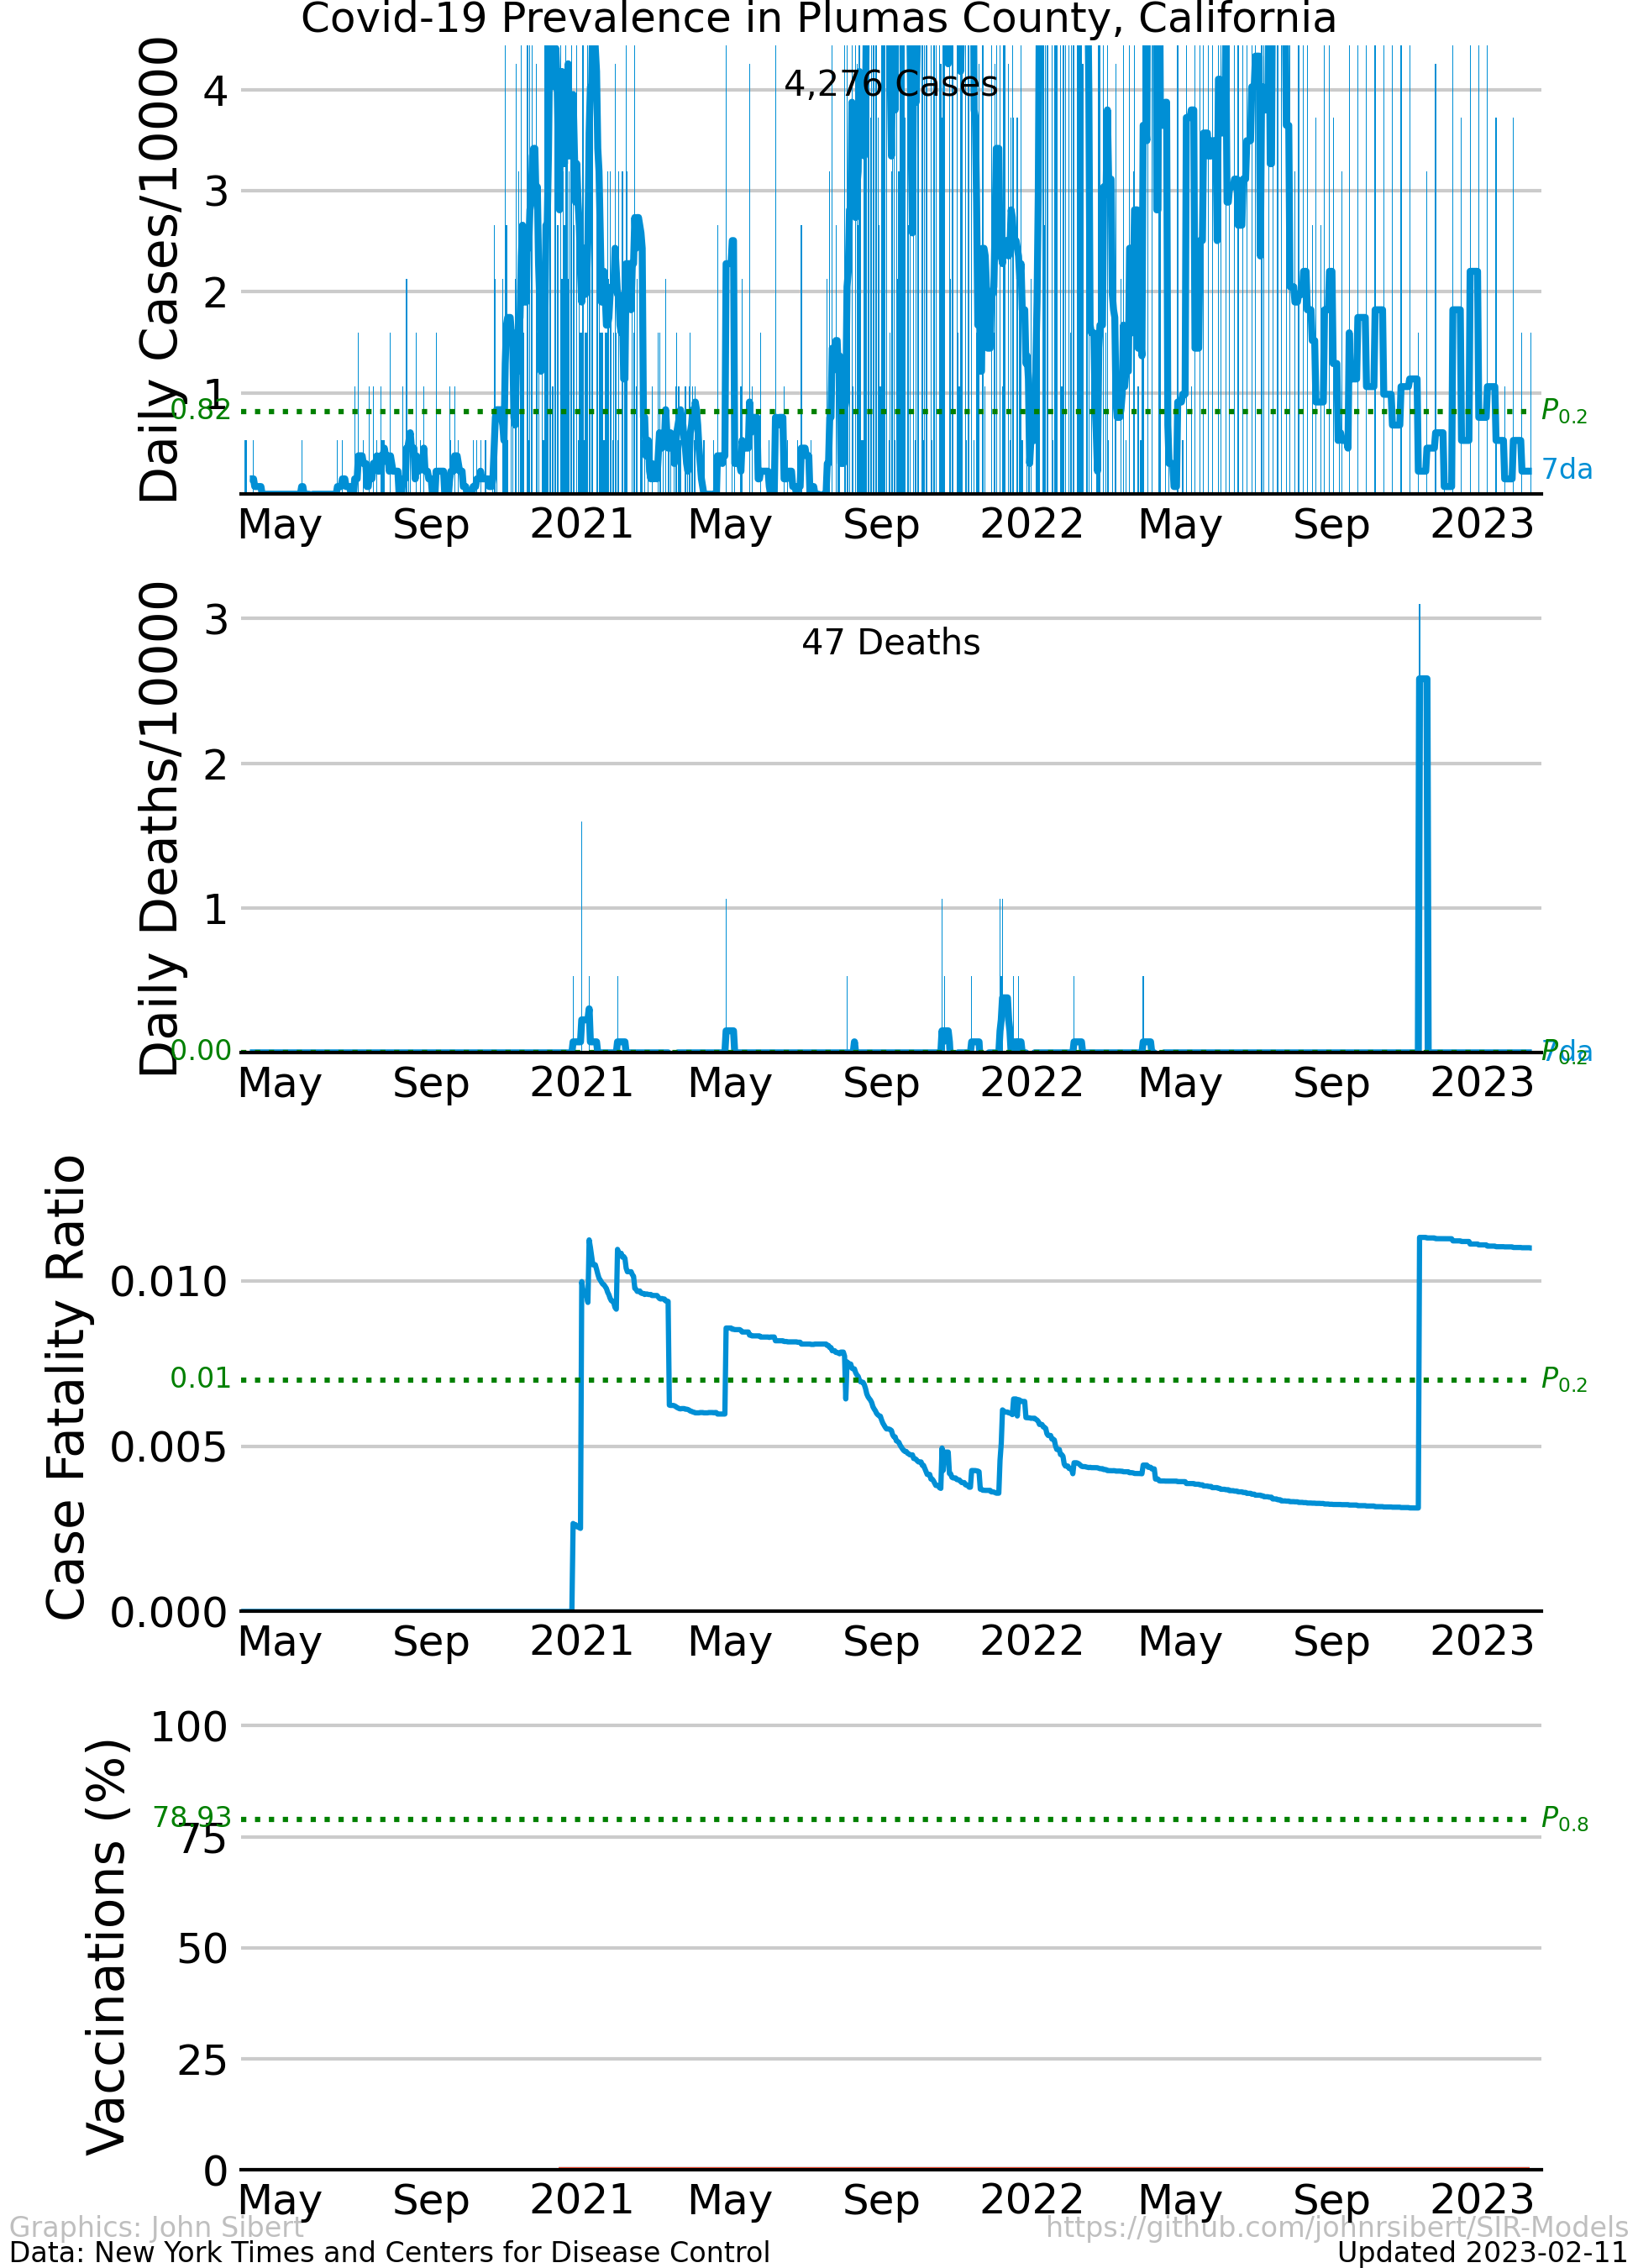 Covid-19 Prevalence in Plumas County, California
Daily Cases/10000
4
3
2
1
0.82
4,276 Cases
P0.2
7da
May Sep 2021 May Sep 2022 May Sep 2023
Daily Deaths/10000
3
2
1
0.00
47 Deaths
P0.2
7da
May Sep 2021 May Sep 2022 May Sep 2023
Case Fatality Ratio
0.010
0.01
0.005
0.000
P0.2
May Sep 2021 May Sep 2022 May Sep 2023
Vaccinations (%)
100
78.93
75
50
25
0
P0.8
May Sep 2021 May Sep 2022 May Sep 2023
Graphics: John Sibert https://github.com/johnrsibert/SIR-Models
Data: New York Times and Centers for Disease Control Updated 2023-02-11